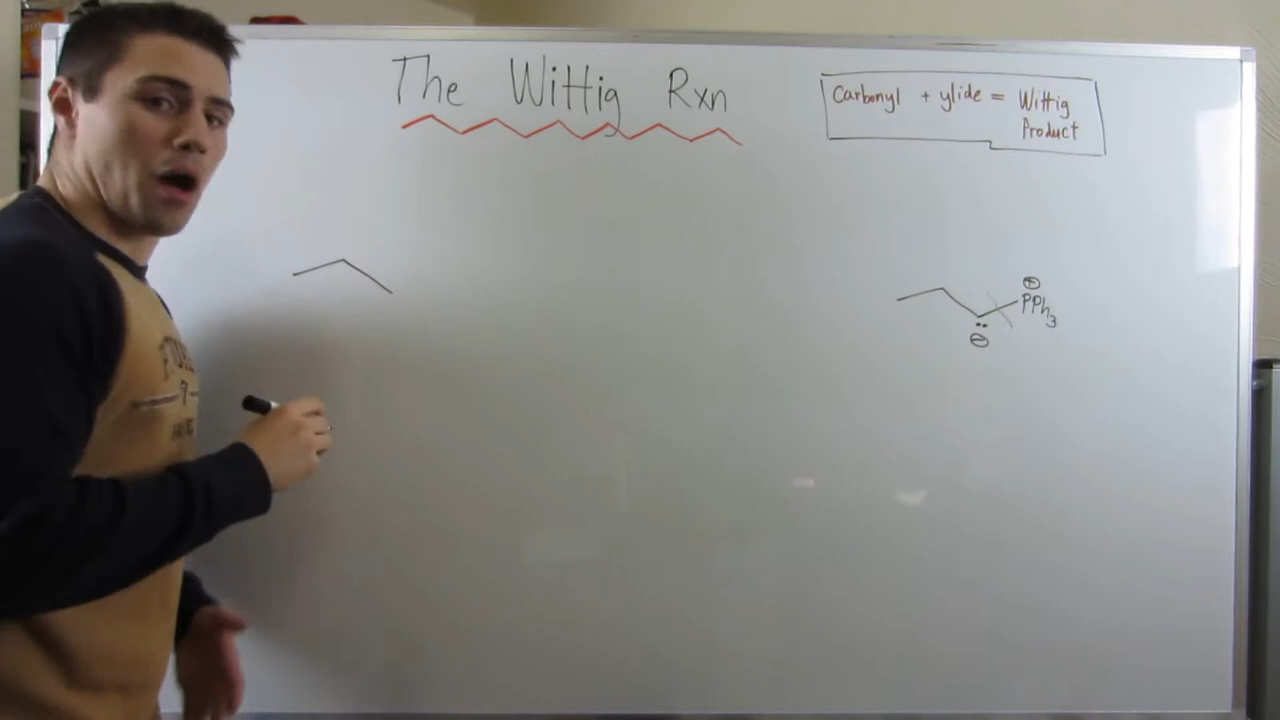 The Wittig Rxn
Carbonyl + ylide = Wittig
Product
⊕
PPh3
⊖